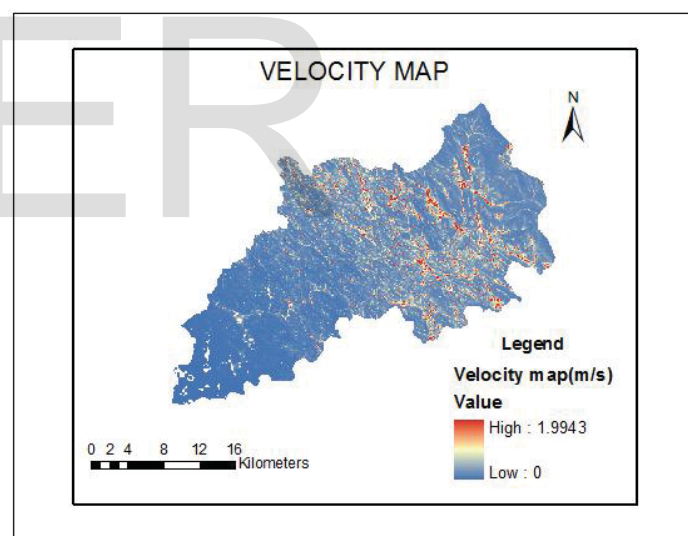 ER
VELOCITY MAP
N
Legend
Velocity map(m/s)
Value
High : 1.9943
Low : 0
0 2 4 8 12 16
Kilometers